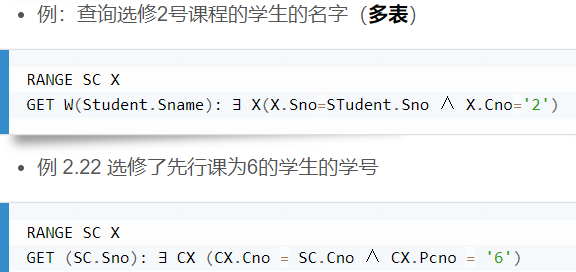 • 例：查询选修2号课程的学生的名字（多表）
RANGE SC X
GET W(Student.Sname): ∃ X(X.Sno=STudent.Sno ∧ X.Cno='2')
• 例 2.22 选修了先行课为6的学生的学号
RANGE SC X
GET (SC.Sno): ∃ CX (CX.Cno = SC.Cno ∧ CX.Pcno = '6')